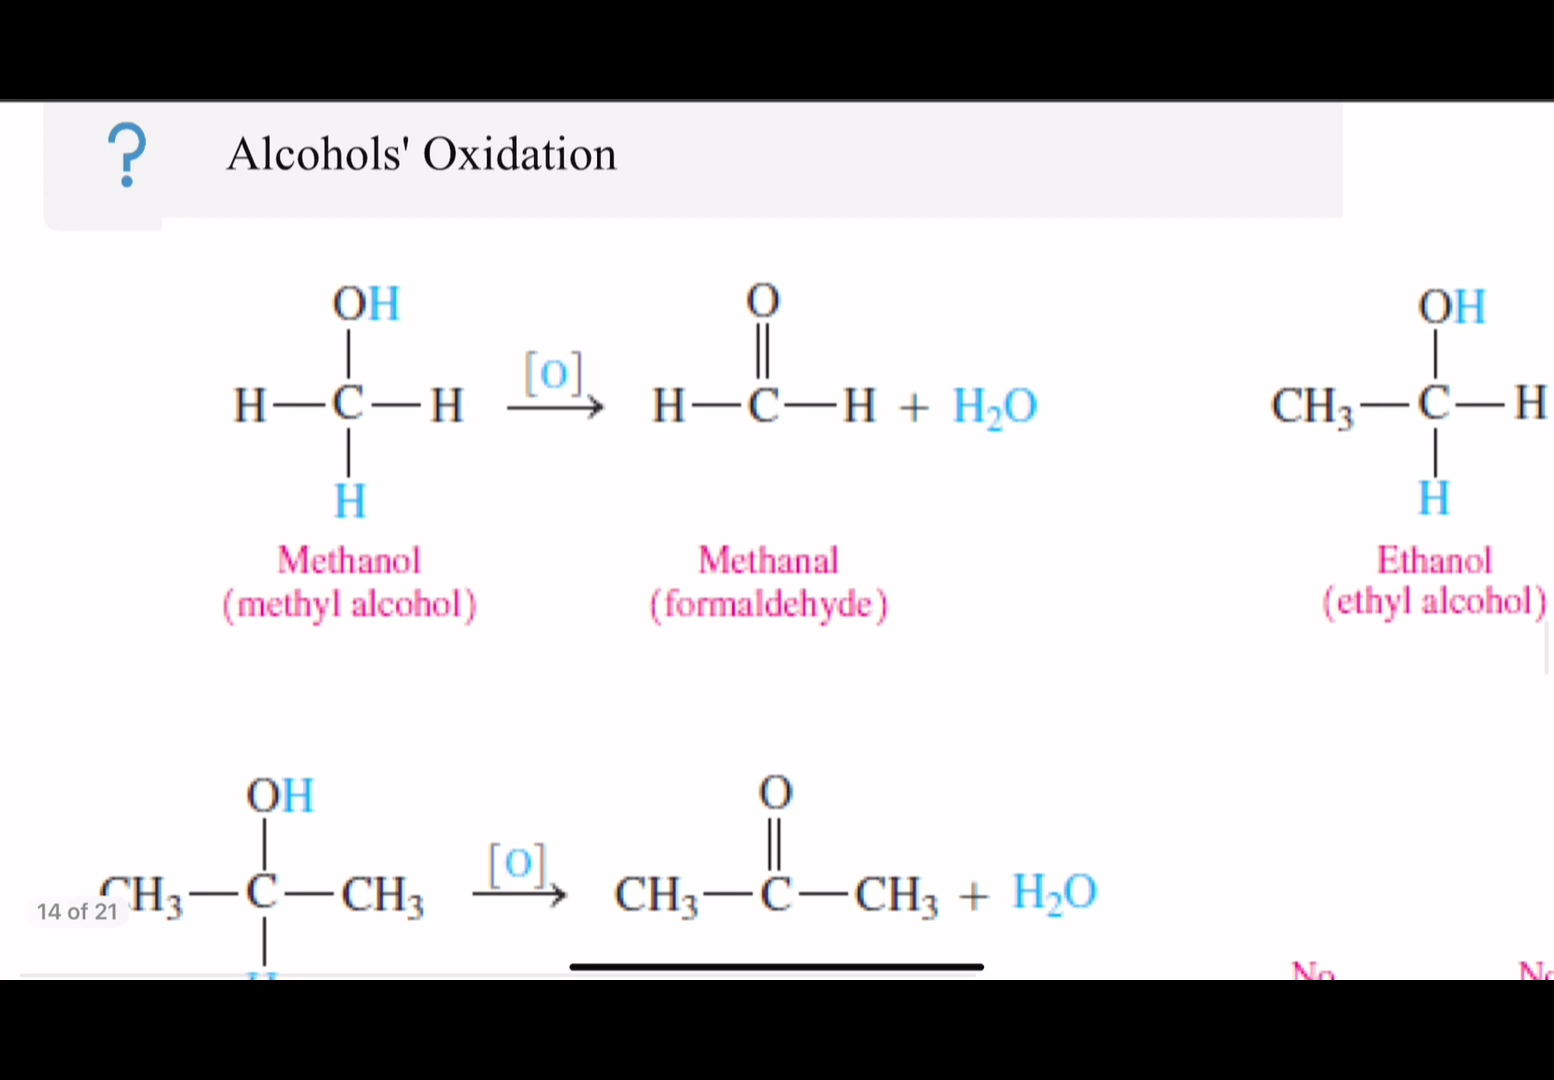 ? Alcohols' Oxidation
OH
H—C—H
H
[O]
O
H—C—H + H₂O
OH
CH₃—C—H
H
Methanol
(methyl alcohol)
Methanal
(formaldehyde)
Ethanol
(ethyl alcohol)
OH
CH₃—C—CH₃
[O]
O
CH₃—C—CH₃ + H₂O
14 of 21
No